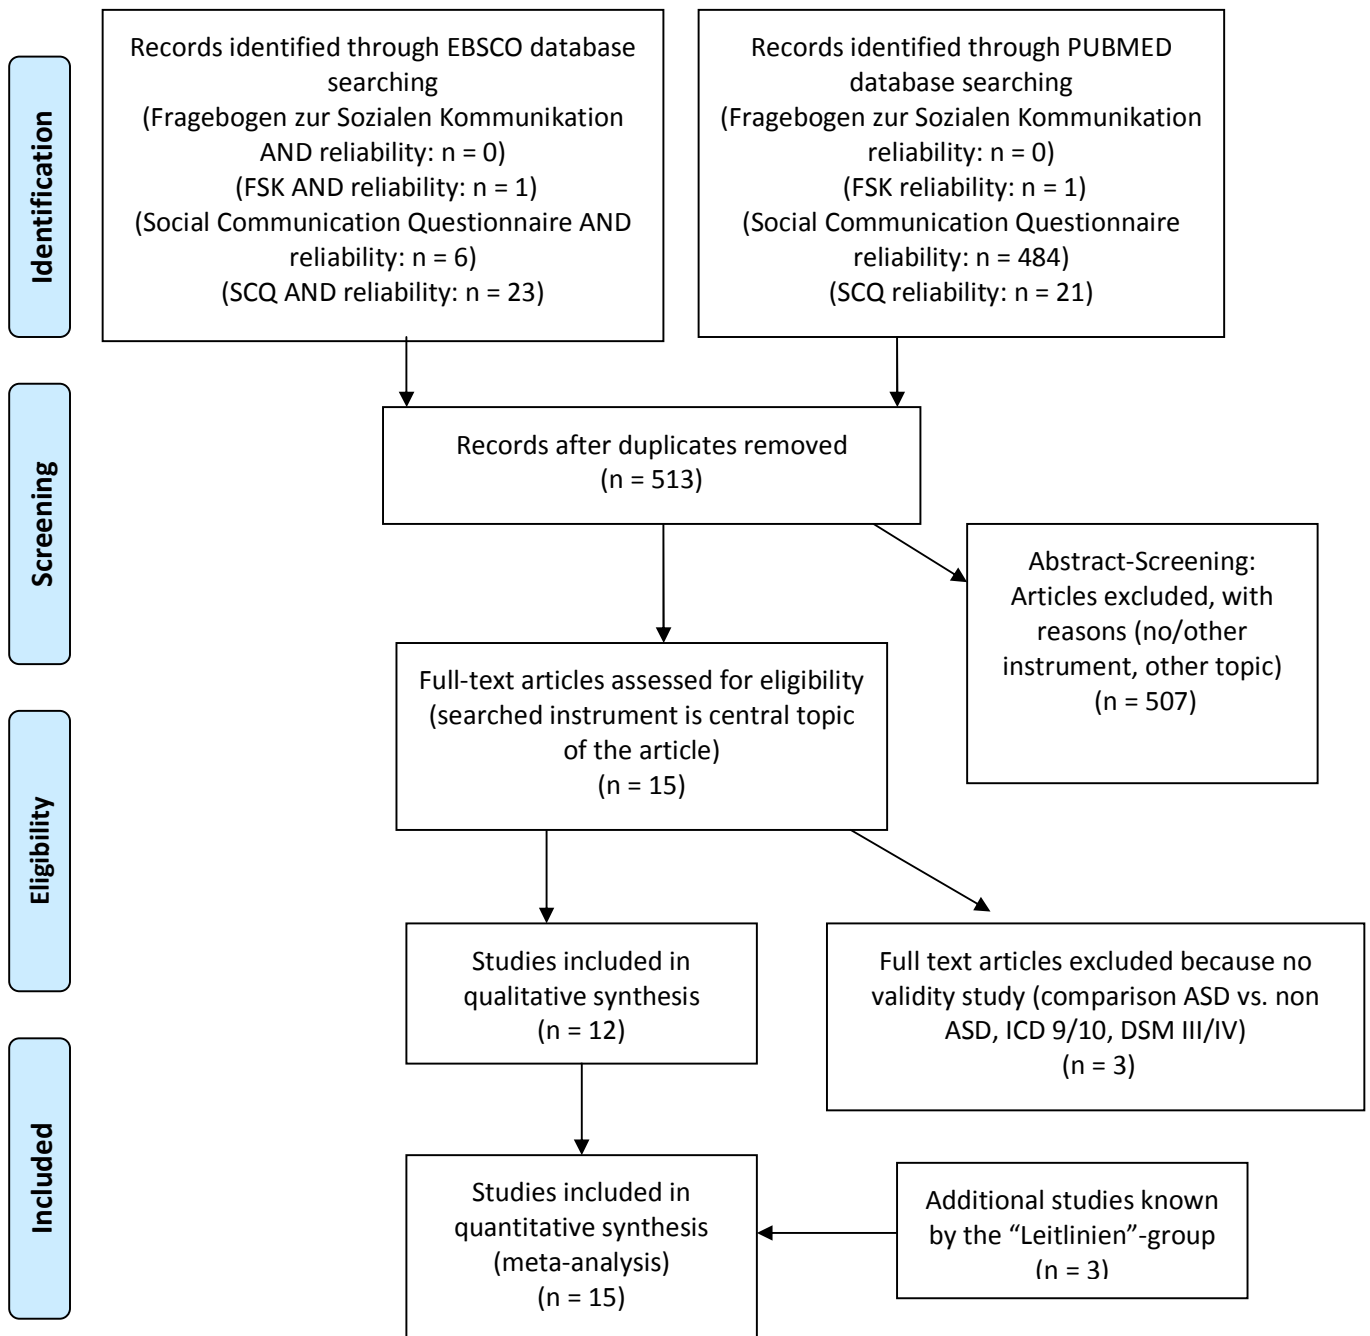 Identification
Records identified through EBSCO database
searching
(Fragebogen zur Sozialen Kommunikation
AND reliability: n = 0)
(FSK AND reliability: n = 1)
(Social Communication Questionnaire AND
reliability: n = 6)
(SCQ AND reliability: n = 23)
Records identified through PUBMED
database searching
(Fragebogen zur Sozialen Kommunikation
reliability: n = 0)
(FSK reliability: n = 1)
(Social Communication Questionnaire
reliability: n = 484)
(SCQ reliability: n = 21)
Screening
Records after duplicates removed
(n = 513)
Abstract-Screening:
Articles excluded, with
reasons (no/other
instrument, other topic)
(n = 507)
Eligibility
Full-text articles assessed for eligibility
(searched instrument is central topic
of the article)
(n = 15)
Studies included in
qualitative synthesis
(n = 12)
Full text articles excluded because no
validity study (comparison ASD vs. non
ASD, ICD 9/10, DSM III/IV)
(n = 3)
Included
Studies included in
quantitative synthesis
(meta-analysis)
(n = 15)
Additional studies known
by the “Leitlinien”-group
(n = 3)